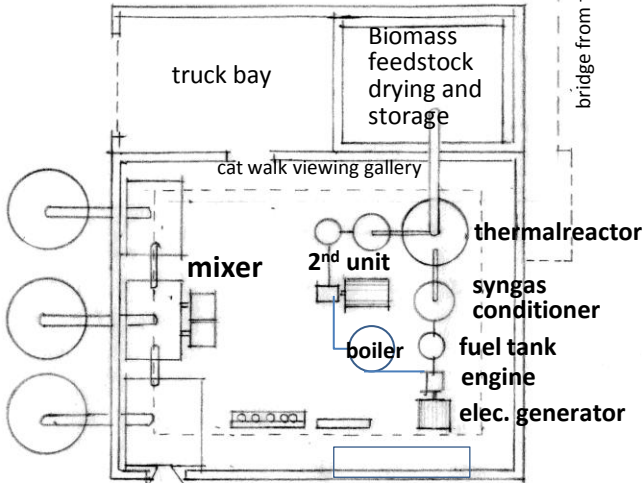 truck bay
Biomass
feedstock
drying and
storage
bridge from
cat walk viewing gallery
thermalreactor
mixer
2nd unit
syngas
conditioner
boiler
fuel tank
engine
elec. generator